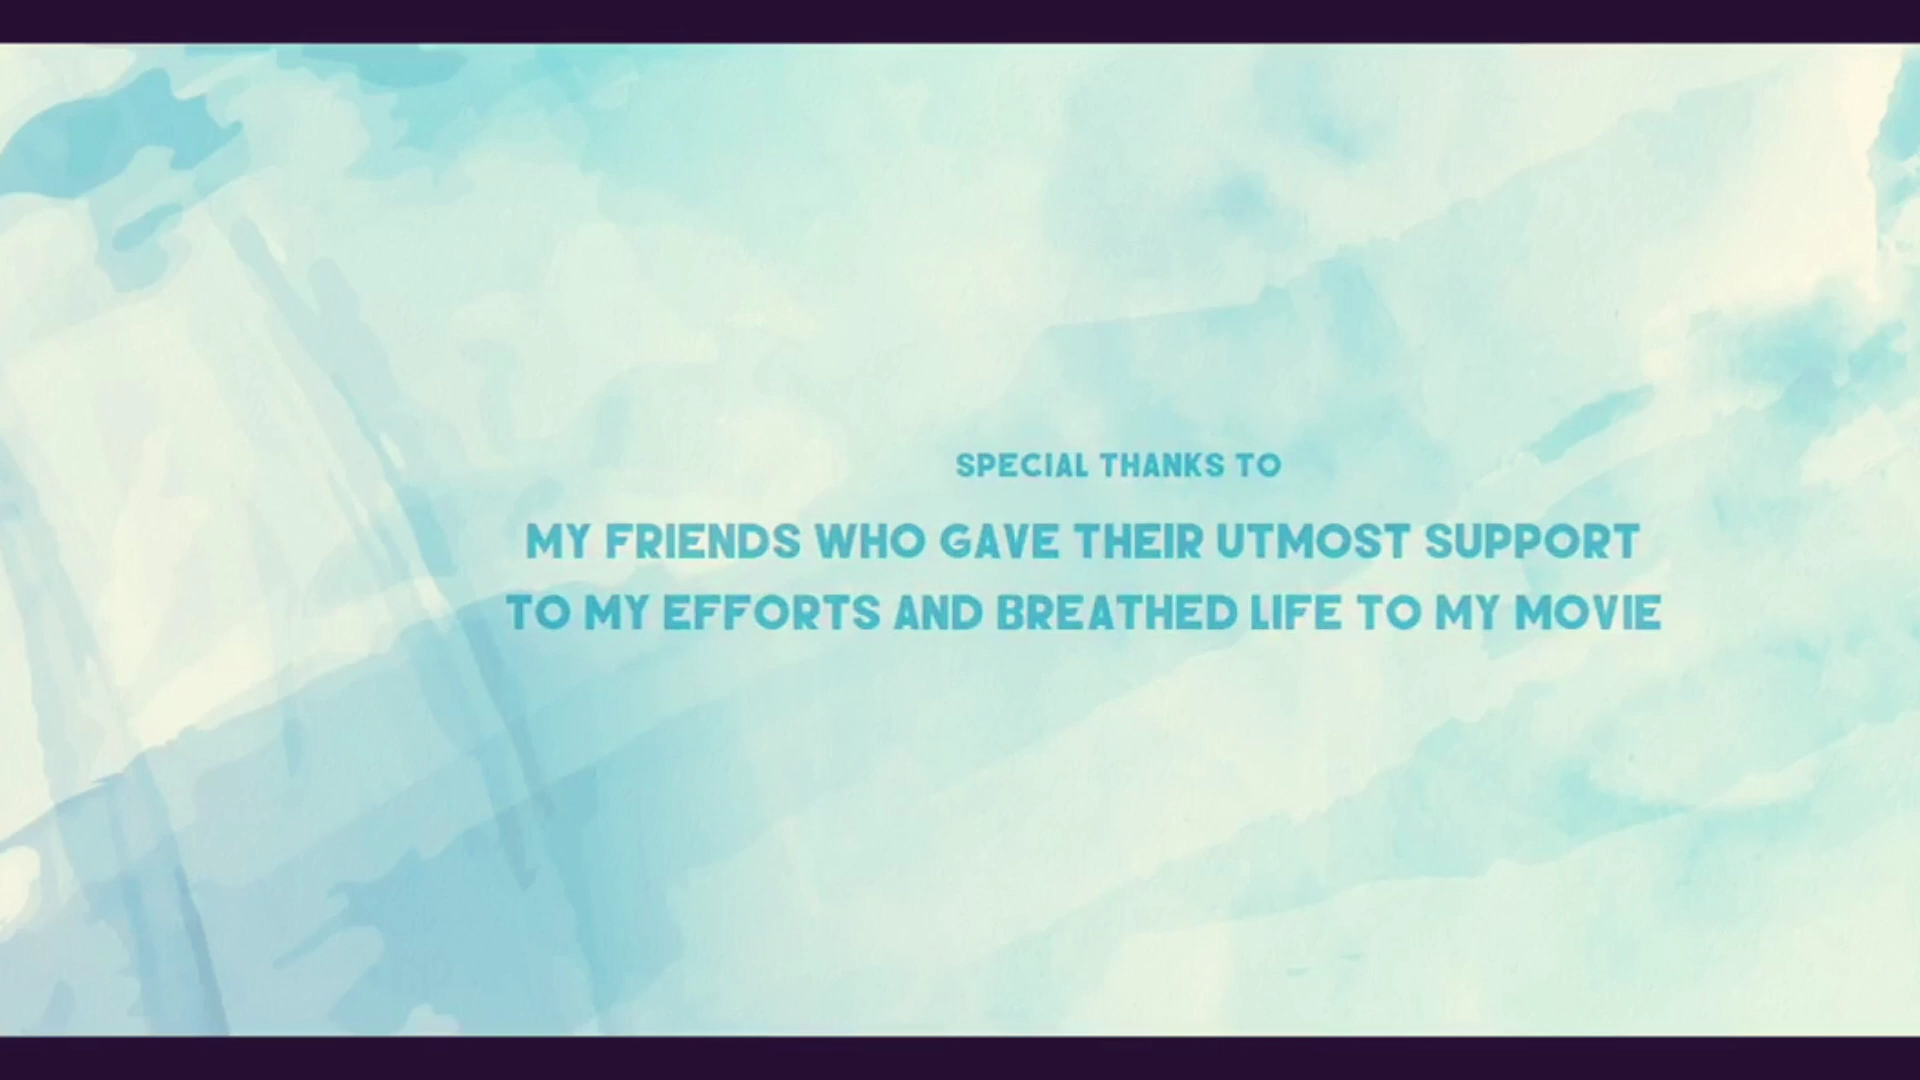 SPECIAL THANKS TO
MY FRIENDS WHO GAVE THEIR UTMOST SUPPORT
TO MY EFFORTS AND BREATHED LIFE TO MY MOVIE